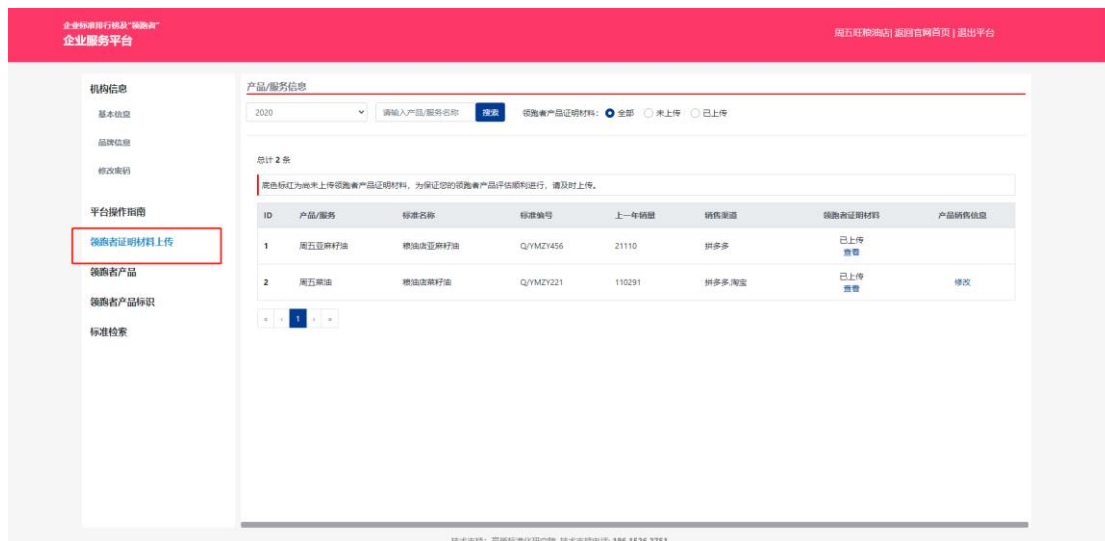 企业标准排行榜及"领跑者"
企业服务平台
周五旺粮油店| 返回官网首页 | 退出平台
机构信息
基本信息
品牌信息
修改密码
平台操作指南
领跑者证明材料上传
领跑者产品
领跑者产品标识
标准检索
产品/服务信息
2020 请输入产品/服务名称 搜索 领跑者产品证明材料: 全部 未上传 已上传
总计 2 条
底色标红为尚未上传领跑者产品证明材料，为保证您的领跑者产品评估顺利进行，请及时上传。
ID 产品/服务 标准名称 标准编号 上一年销量 销售渠道 领跑者证明材料 产品销售信息
1 周五亚麻籽油 粮油店亚麻籽油 Q/YMZY456 21110 拼多多 已上传
查看
2 周五菜油 粮油店菜籽油 Q/YMZY221 110291 拼多多,淘宝 已上传 修改
查看
« ‹ 1 › »